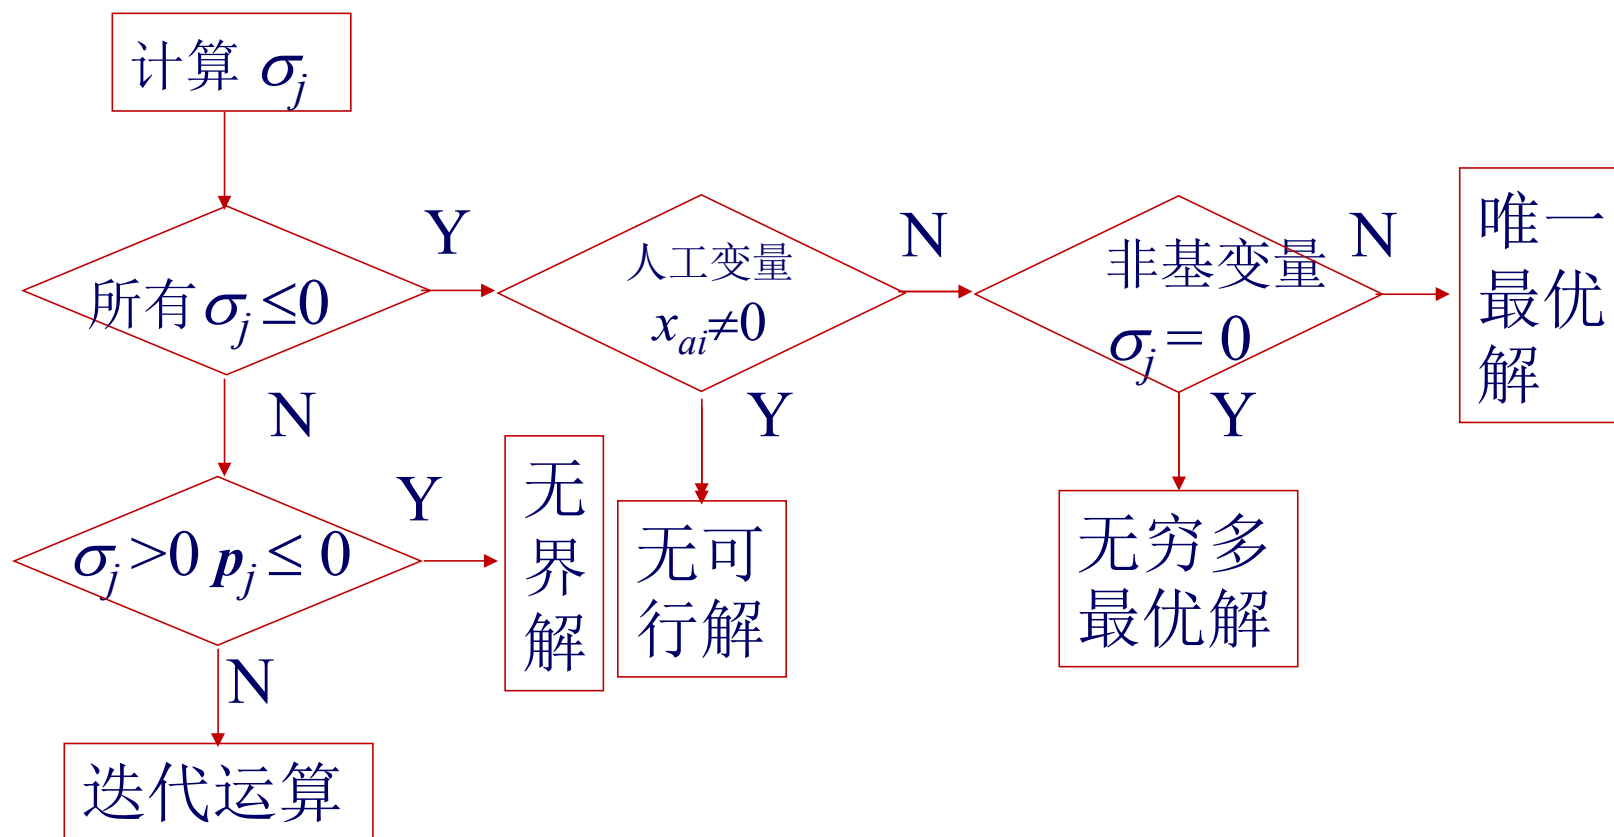 计算 σj
所有 σj ≤0
Y
人工变量
xai≠0
N
非基变量
σj = 0
N
唯一
最优
解
N
Y
Y
σj >0 pj ≤ 0
Y
无
界
解
无可
行解
无穷多
最优解
N
迭代运算